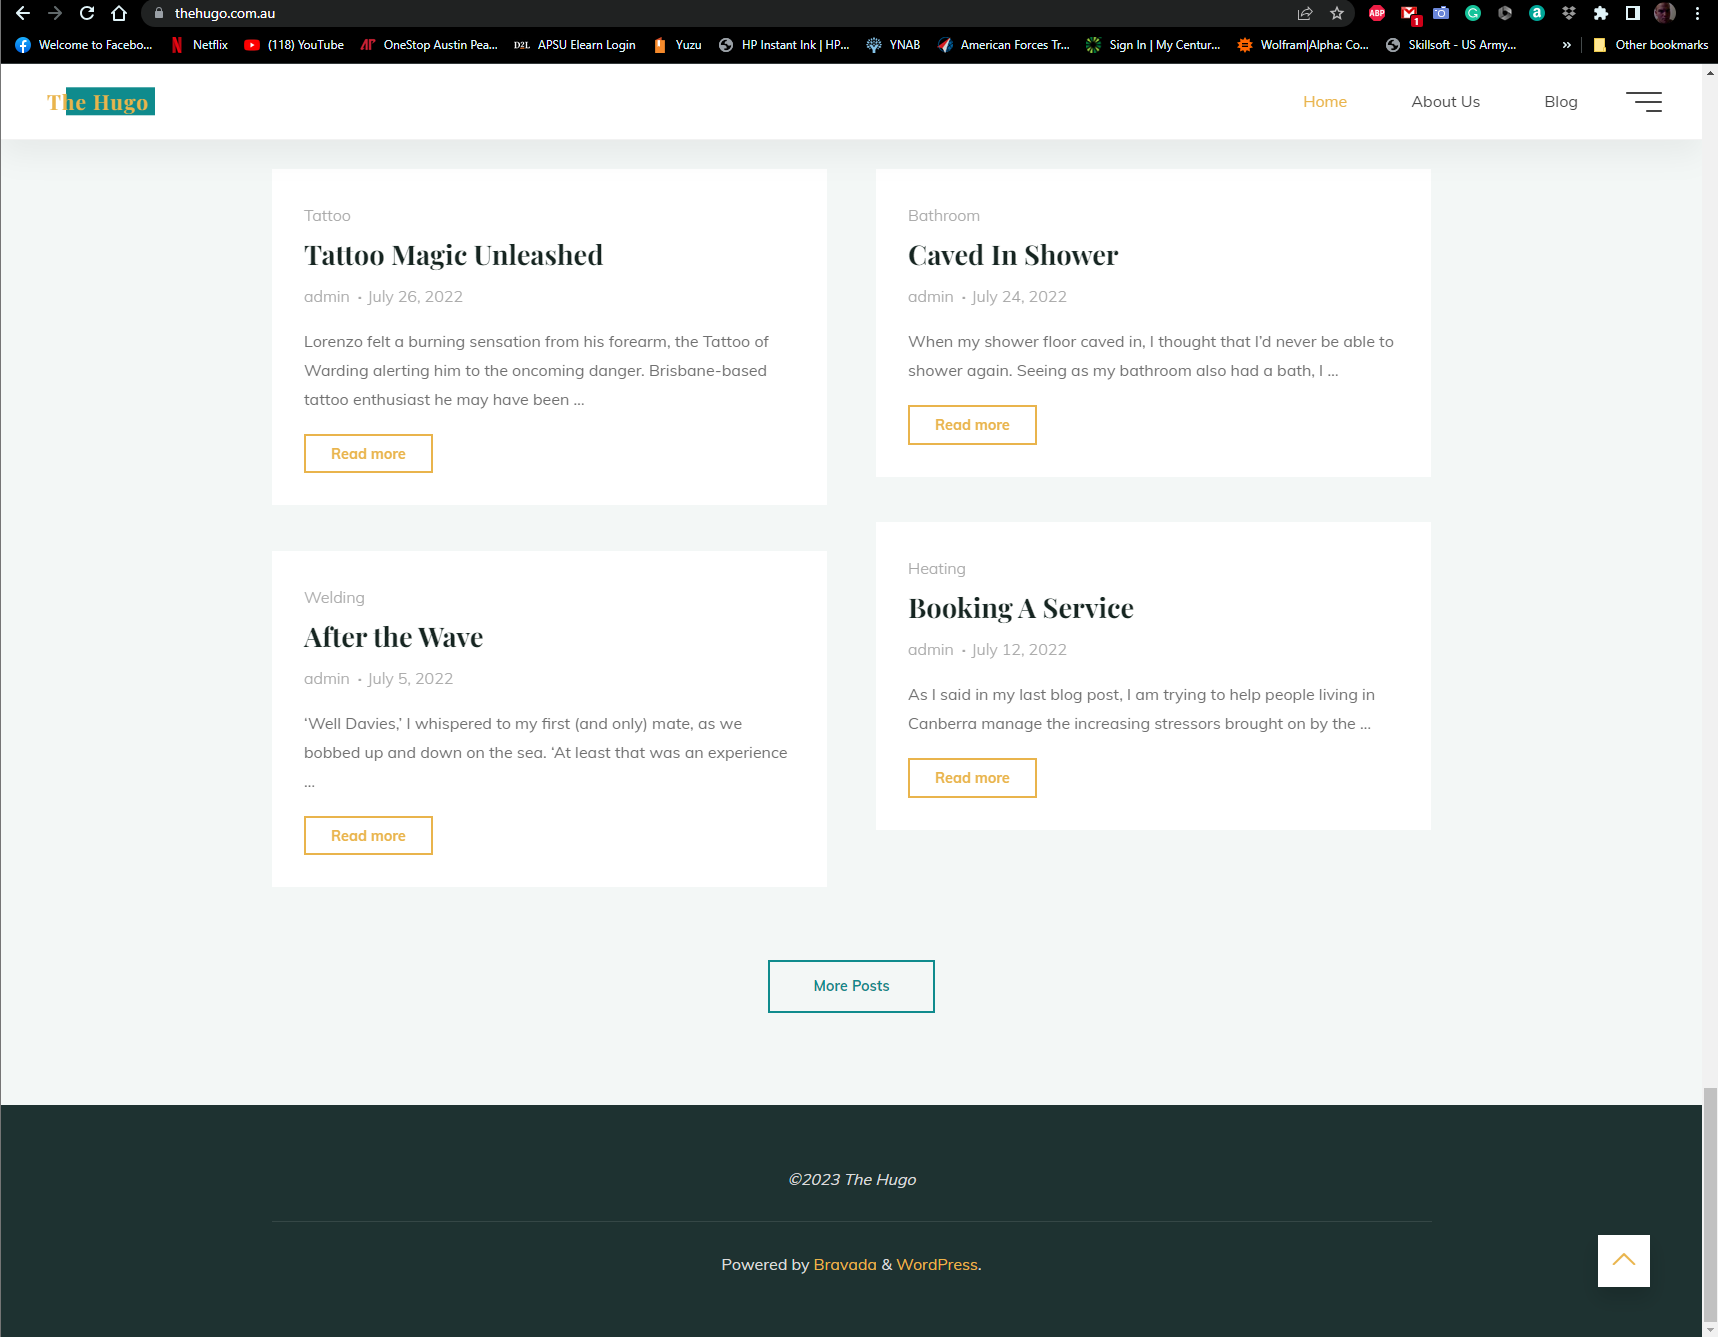 thehugo.com.au
ABP
1
Welcome to Facebo...
Netflix
(118) YouTube
OneStop Austin Pea...
D2L
APSU Elearn Login
Yuzu
HP Instant Ink | HP...
YNAB
American Forces Tr...
Sign In | My Centur...
Wolfram|Alpha: Co...
Skillsoft - US Army...
»
Other bookmarks
The Hugo
Home
About Us
Blog
Tattoo
Tattoo Magic Unleashed
admin • July 26, 2022
Lorenzo felt a burning sensation from his forearm, the Tattoo of
Warding alerting him to the oncoming danger. Brisbane-based
tattoo enthusiast he may have been ...
Read more
Bathroom
Caved In Shower
admin • July 24, 2022
When my shower floor caved in, I thought that I’d never be able to
shower again. Seeing as my bathroom also had a bath, I ...
Read more
Welding
After the Wave
admin • July 5, 2022
‘Well Davies,’ I whispered to my first (and only) mate, as we
bobbed up and down on the sea. ‘At least that was an experience
...
Read more
Heating
Booking A Service
admin • July 12, 2022
As I said in my last blog post, I am trying to help people living in
Canberra manage the increasing stressors brought on by the ...
Read more
More Posts
©2023 The Hugo
Powered by Bravada & WordPress.